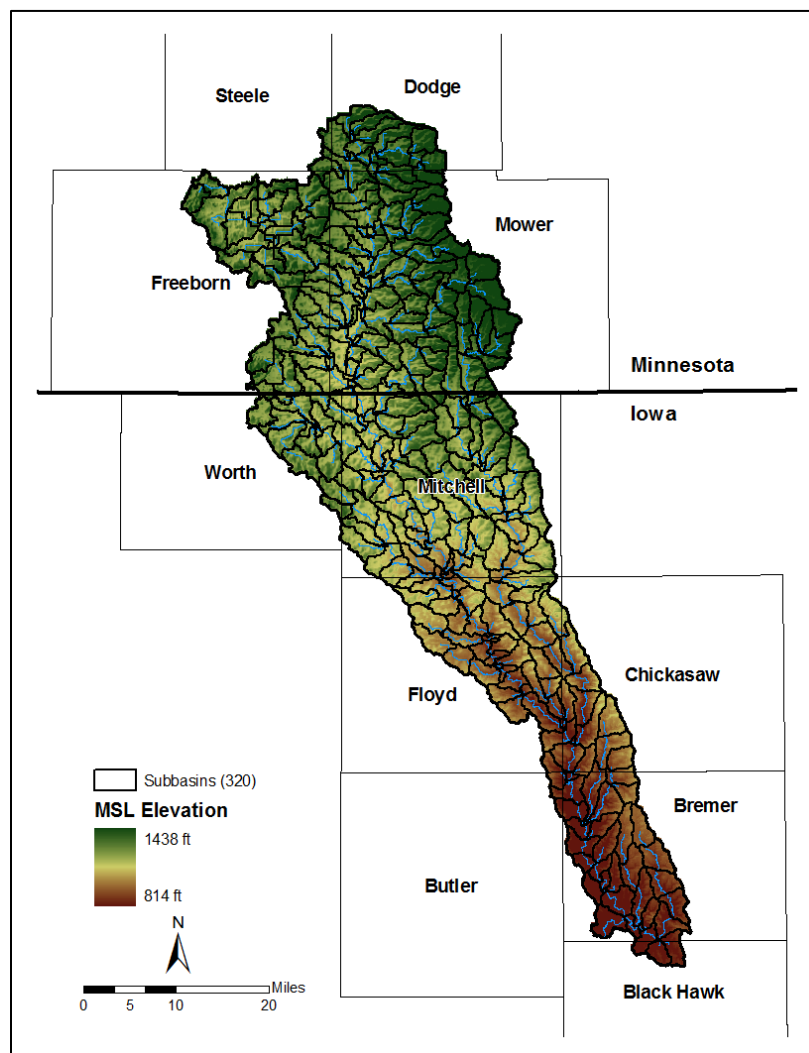 Steele
Dodge
Mower
Freeborn
Minnesota
Iowa
Worth
Mitchell
Chickasaw
Floyd
Subbasins (320)
MSL Elevation
1438 ft
814 ft
Bremer
Butler
N
Miles
0 5 10 20
Black Hawk